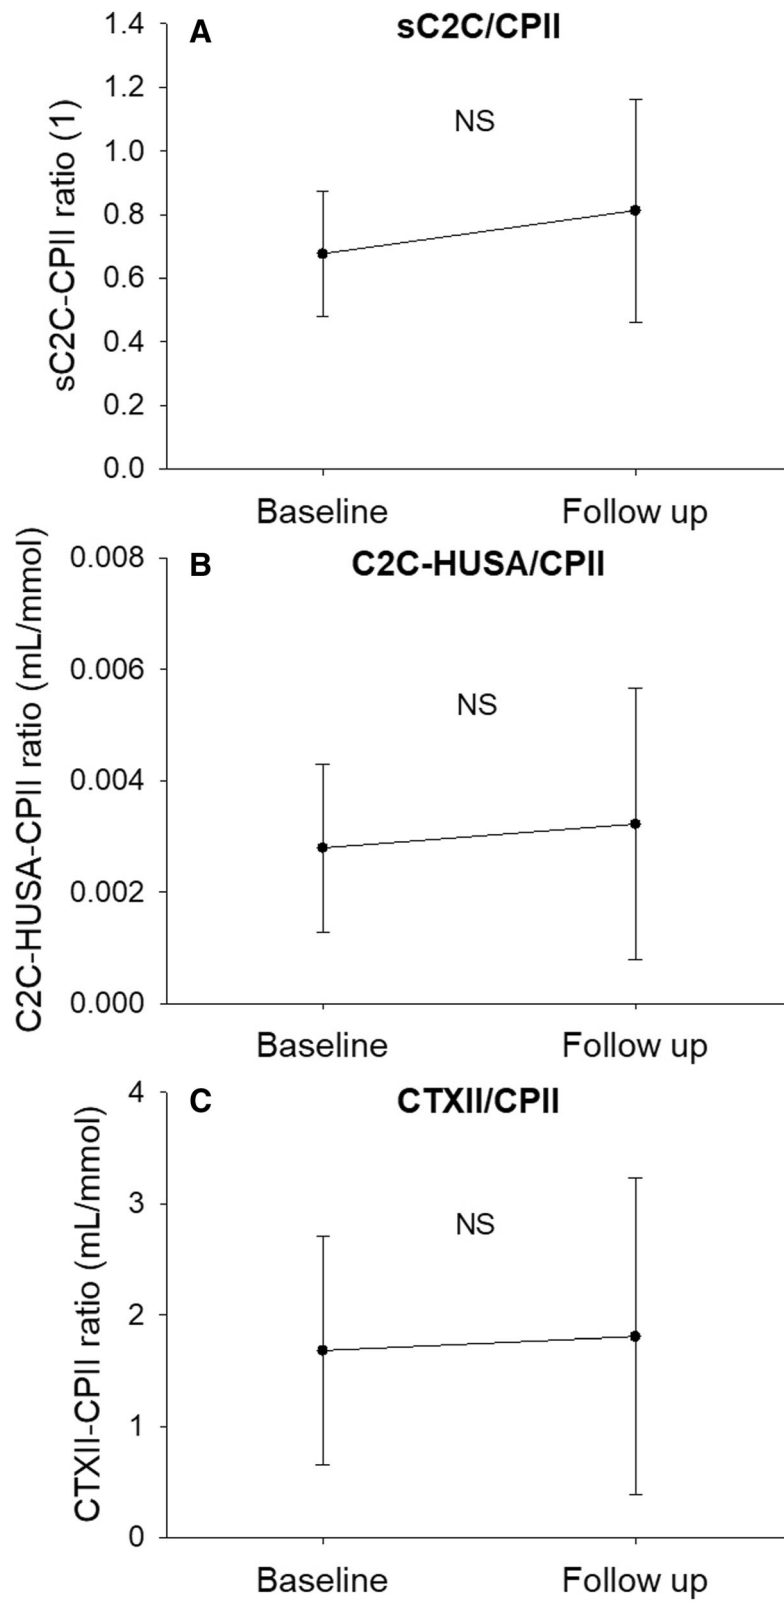 A
sC2C/CPII
sC2C-CPII ratio (1)
1.4
1.2
1.0
0.8
0.6
0.4
0.2
0.0
NS
Baseline
Follow up
B
C2C-HUSA/CPII
C2C-HUSA-CPII ratio (mL/mmol)
0.008
0.006
0.004
0.002
0.000
NS
Baseline
Follow up
C
CTXII/CPII
CTXII-CPII ratio (mL/mmol)
4
3
2
1
0
NS
Baseline
Follow up